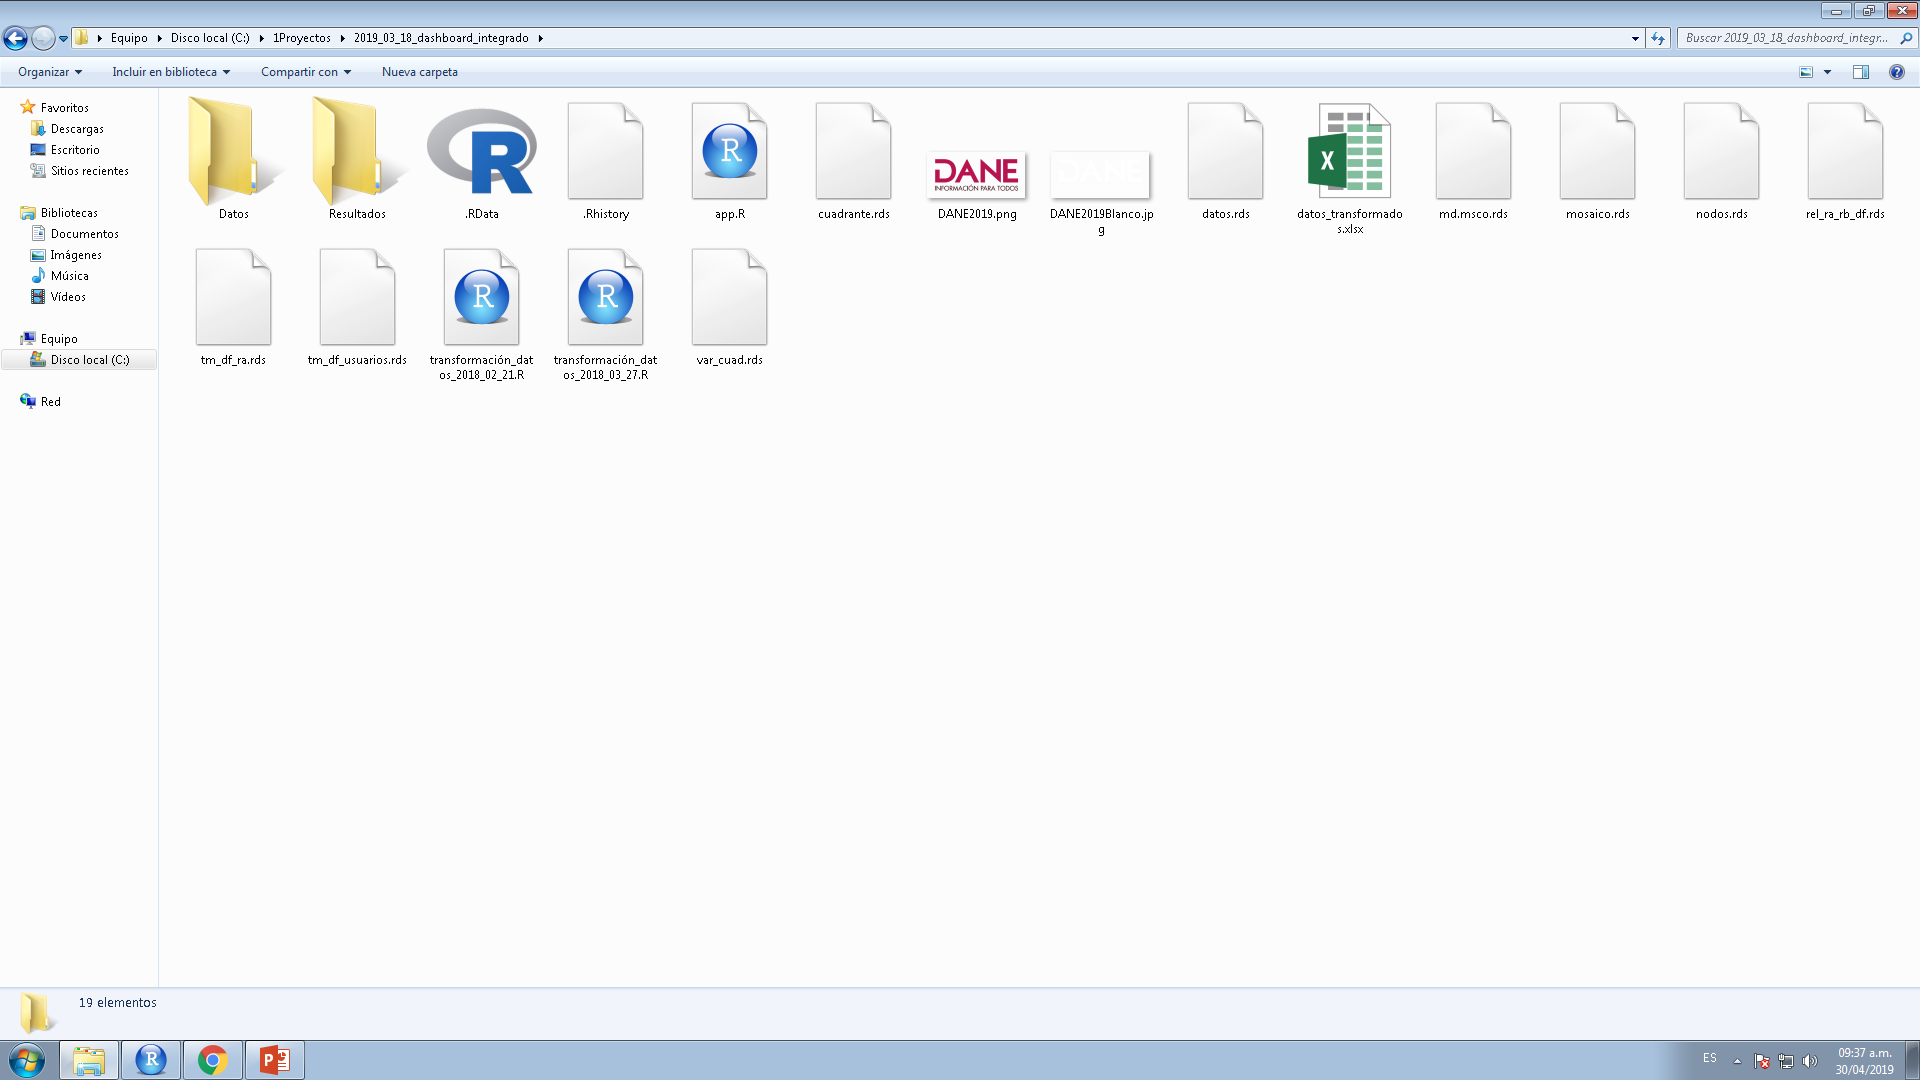 Equipo
Disco local (C:)
1Proyectos
2019_03_18_dashboard_integrado
Buscar 2019_03_18_dashboard_integr...
Organizar
Incluir en biblioteca
Compartir con
Nueva carpeta
Favoritos
Descargas
Escritorio
Sitios recientes
Bibliotecas
Documentos
Imágenes
Música
Vídeos
Equipo
Disco local (C:)
Red
R
R
DANE
INFORMACIÓN PARA TODOS
DANE
X
Datos
Resultados
.RData
.Rhistory
app.R
cuadrante.rds
DANE2019.png
DANE2019Blanco.jp
g
datos.rds
datos_transformado
s.xlsx
md.msco.rds
mosaico.rds
nodos.rds
rel_ra_rb_df.rds
R
R
tm_df_ra.rds
tm_df_usuarios.rds
transformación_dat
os_2018_02_21.R
transformación_dat
os_2018_03_27.R
var_cuad.rds
19 elementos
R
P
ES
09:37 a.m.
30/04/2019